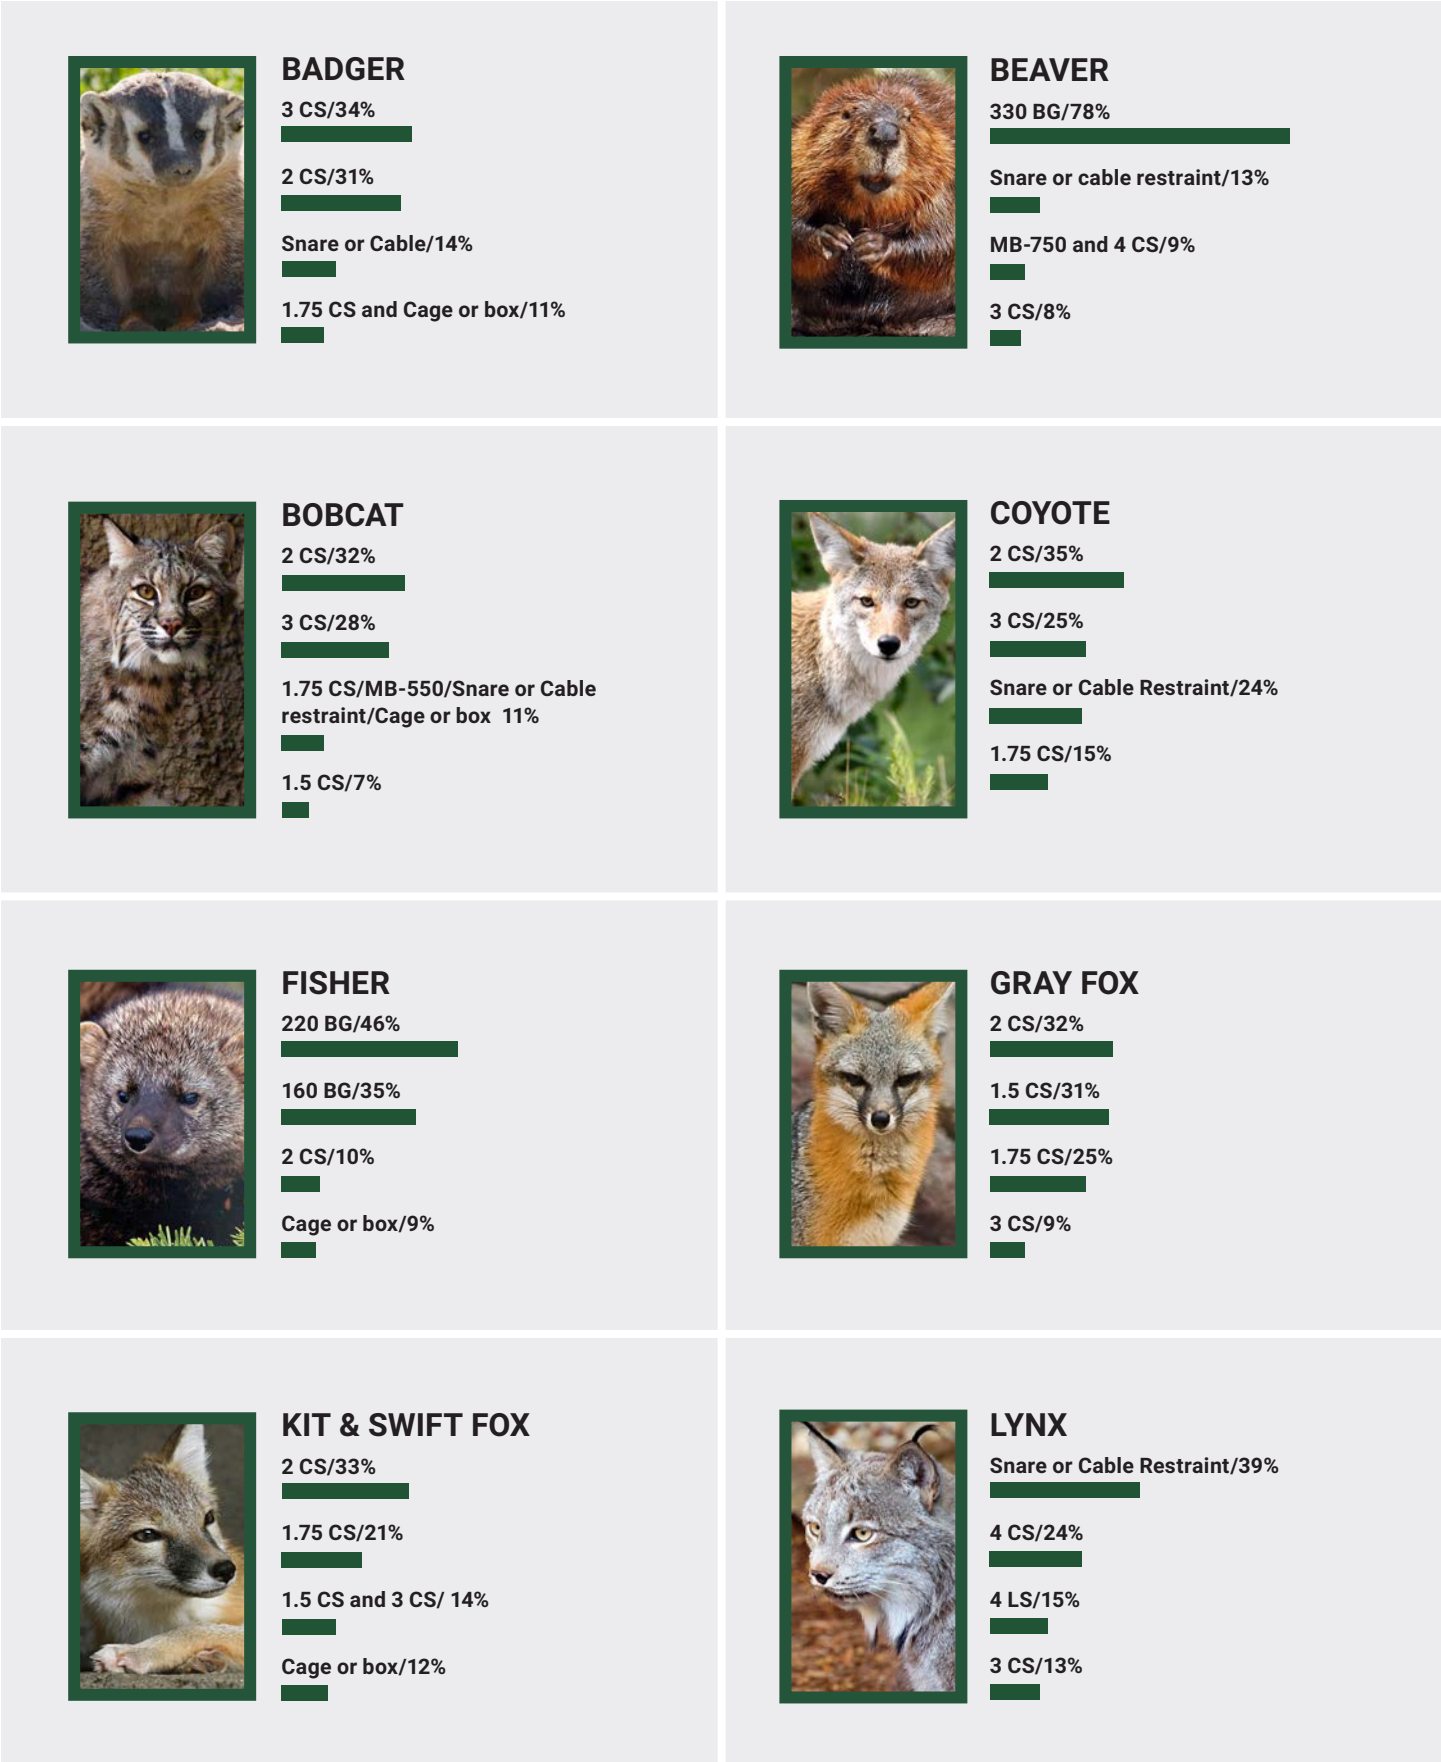 BADGER
3 CS/34%
2 CS/31%
Snare or Cable/14%
1.75 CS and Cage or box/11%
BEAVER
330 BG/78%
Snare or cable restraint/13%
MB-750 and 4 CS/9%
3 CS/8%
BOBCAT
2 CS/32%
3 CS/28%
1.75 CS/MB-550/Snare or Cable
restraint/Cage or box  11%
1.5 CS/7%
COYOTE
2 CS/35%
3 CS/25%
Snare or Cable Restraint/24%
1.75 CS/15%
FISHER
220 BG/46%
160 BG/35%
2 CS/10%
Cage or box/9%
GRAY FOX
2 CS/32%
1.5 CS/31%
1.75 CS/25%
3 CS/9%
KIT & SWIFT FOX
2 CS/33%
1.75 CS/21%
1.5 CS and 3 CS/ 14%
Cage or box/12%
LYNX
Snare or Cable Restraint/39%
4 CS/24%
4 LS/15%
3 CS/13%